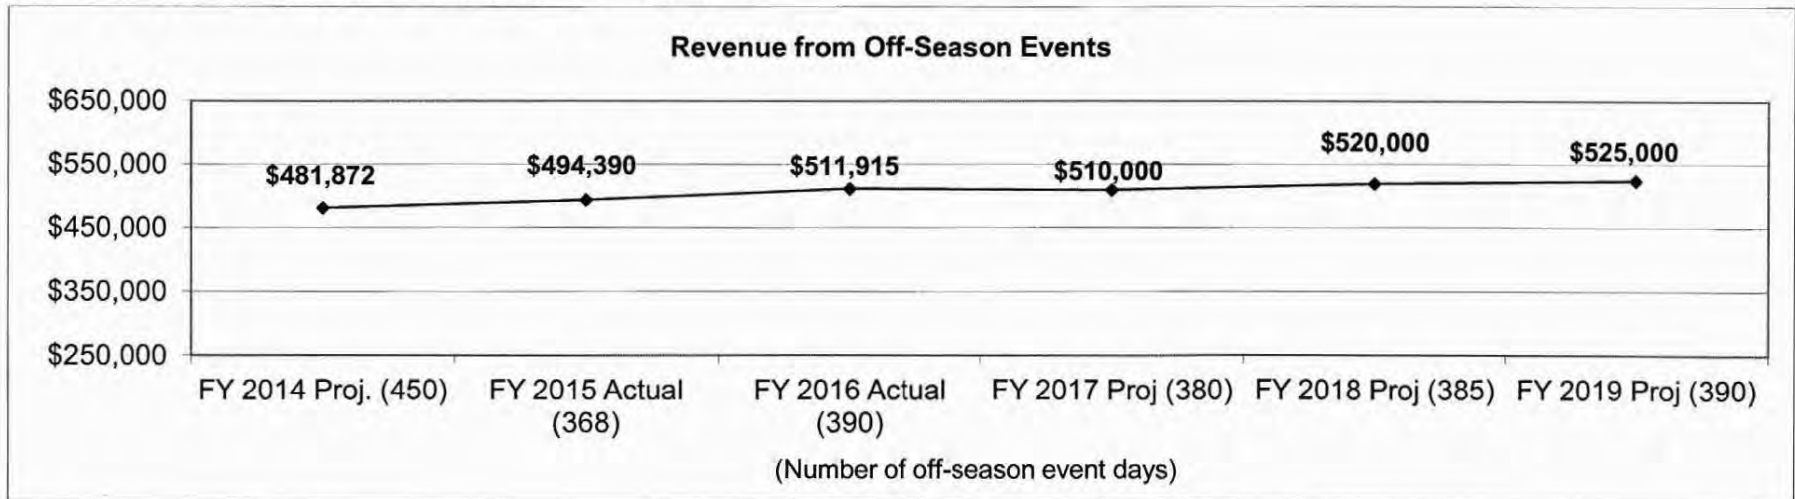 Revenue from Off-Season Events
$650,000
$550,000
$450,000
$350,000
$250,000
$481,872
$494,390
$511,915
$510,000
$520,000
$525,000
FY 2014 Proj. (450)
FY 2015 Actual
(368)
FY 2016 Actual
(390)
FY 2017 Proj (380)
FY 2018 Proj (385)
FY 2019 Proj (390)
(Number of off-season event days)